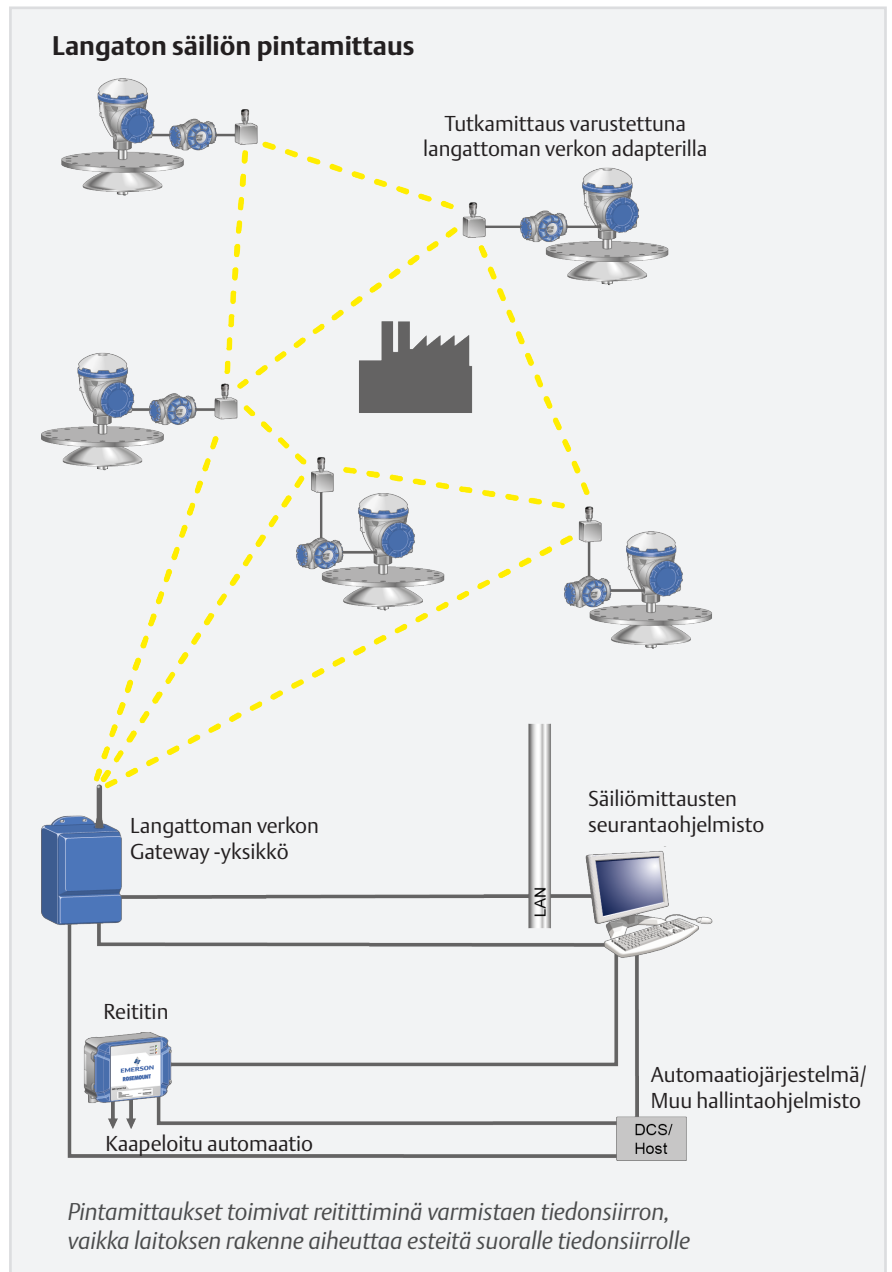 Langaton säiliön pintamittaus
Tutkamittaus varustettuna
langattoman verkon adapterilla
Langattoman verkon
Gateway -yksikkö
Säiliömittausten
seurantaohjelmisto
LAN
Reititin
EMERSON
ROSEMOUNT
Kaapeloitu automaatio
Automaatiojärjestelmä/
Muu hallintaohjelmisto
DCS/
Host
Pintamittaukset toimivat reitittiminä varmistaen tiedonsiirron,
vaikka laitoksen rakenne aiheuttaa esteitä suoralle tiedonsiirrolle